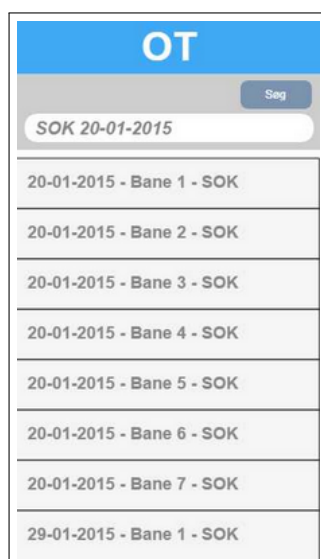 OT
Søg
SOK 20-01-2015
20-01-2015 - Bane 1 - SOK
20-01-2015 - Bane 2 - SOK
20-01-2015 - Bane 3 - SOK
20-01-2015 - Bane 4 - SOK
20-01-2015 - Bane 5 - SOK
20-01-2015 - Bane 6 - SOK
20-01-2015 - Bane 7 - SOK
29-01-2015 - Bane 1 - SOK